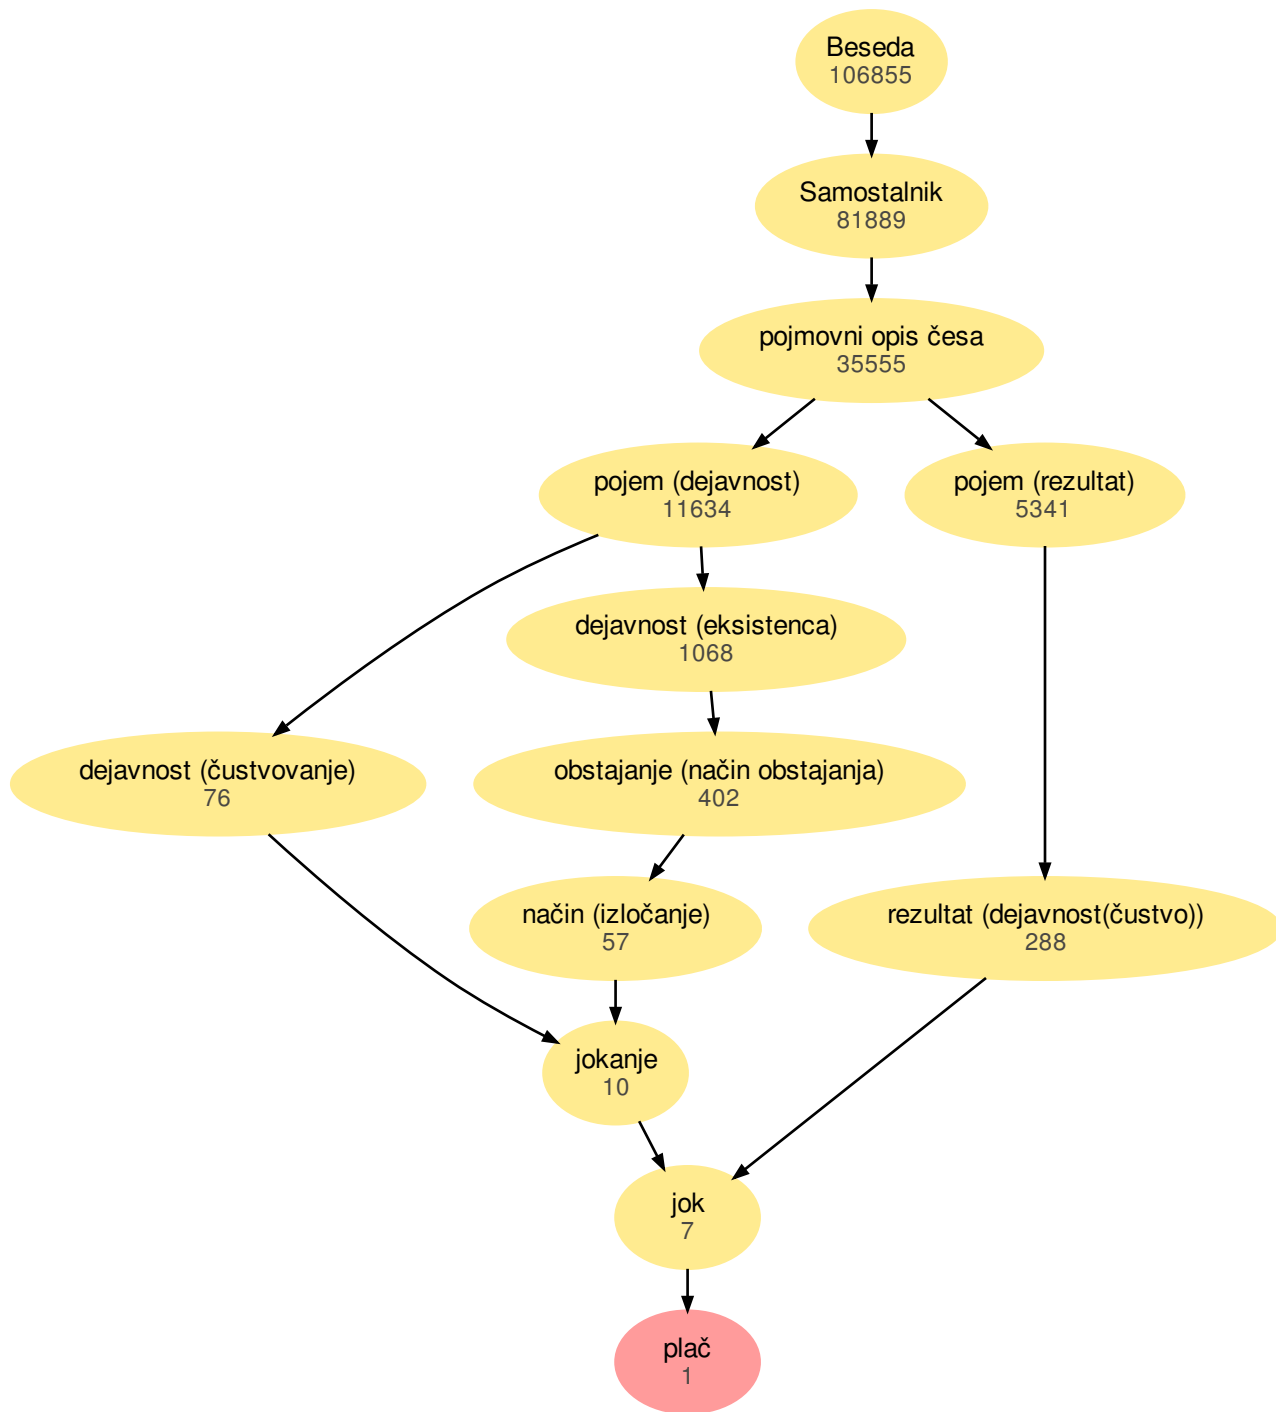 Beseda
106855
Samostalnik
81889
pojmovni opis česa
35555
pojem (dejavnost)
11634
pojem (rezultat)
5341
dejavnost (eksistenca)
1068
dejavnost (čustvovanje)
76
obstajanje (način obstajanja)
402
način (izločanje)
57
rezultat (dejavnost(čustvo))
288
jokanje
10
jok
7
plač
1